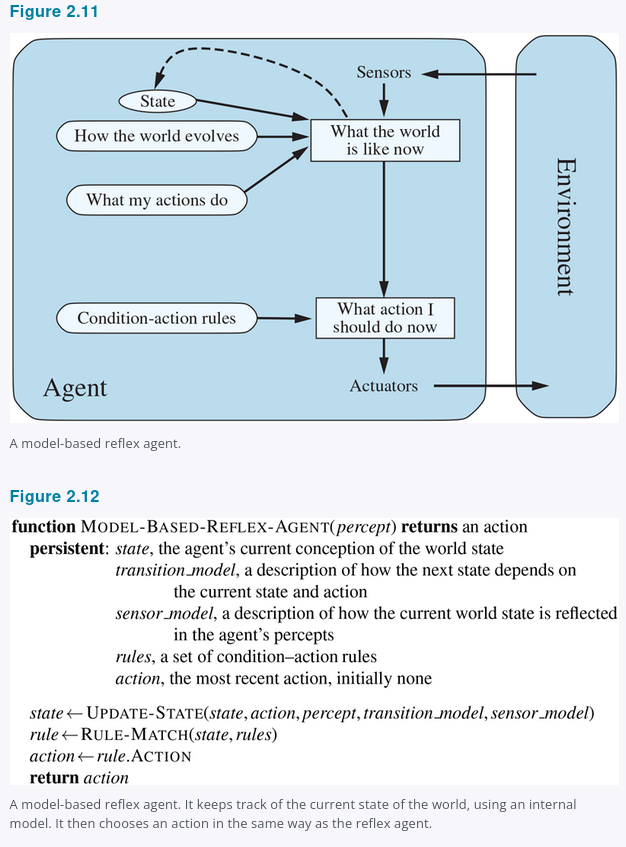 Figure 2.11
Sensors
State
How the world evolves
What the world
is like now
What my actions do
Environment
Condition-action rules
What action I
should do now
Agent
Actuators
A model-based reflex agent.
Figure 2.12
function MODEL-BASED-REFLEX-AGENT(percept) returns an action
persistent: state, the agent's current conception of the world state
transition_model, a description of how the next state depends on
the current state and action
sensor_model, a description of how the current world state is reflected
in the agent's percepts
rules, a set of condition–action rules
action, the most recent action, initially none
state ← UPDATE-STATE(state, action, percept, transition_model, sensor_model)
rule ← RULE-MATCH(state, rules)
action ← rule.ACTION
return action
A model-based reflex agent. It keeps track of the current state of the world, using an internal
model. It then chooses an action in the same way as the reflex agent.